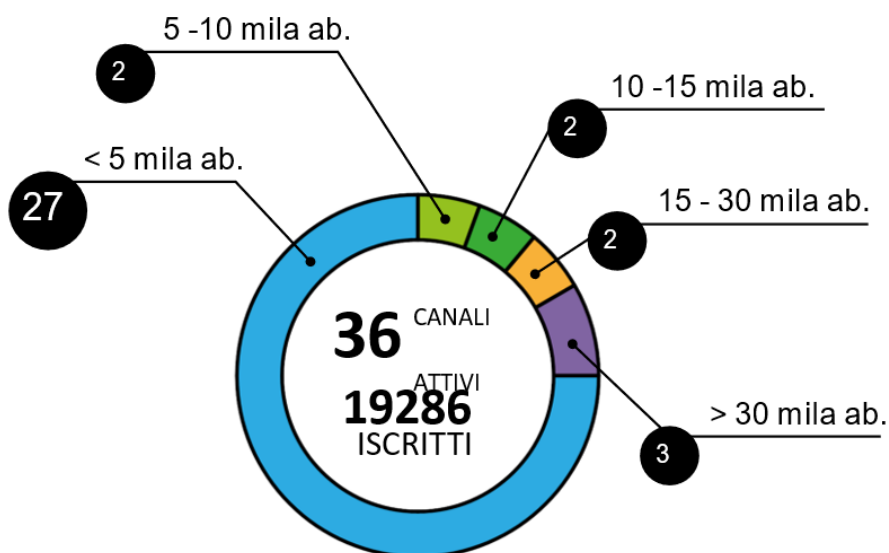 5 -10 mila ab.
2
10 -15 mila ab.
2
< 5 mila ab.
27
15 - 30 mila ab.
2
36 CANALI
ATTIVI
19286
ISCRITTI
> 30 mila ab.
3